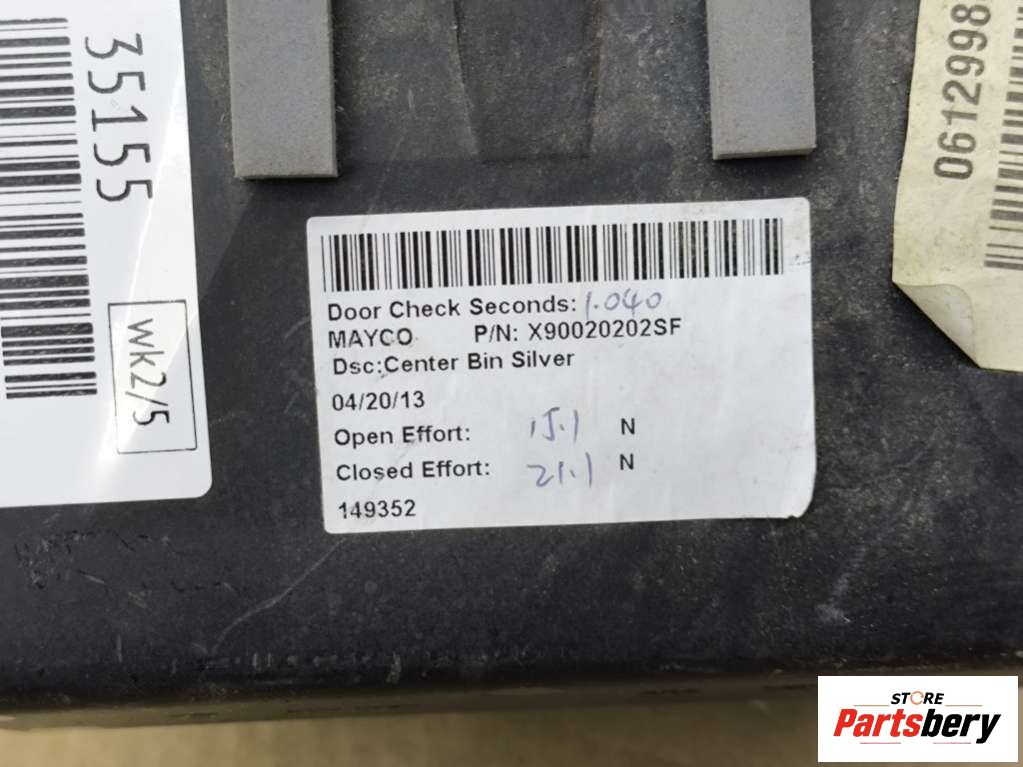 35155
wk2/5
Door Check Seconds: 1.040
MAYCO P/N: X90020202SF
Dsc:Center Bin Silver
04/20/13
Open Effort: 15.1 N
Closed Effort: 21.1 N
149352
0612998
STORE
Partsbery